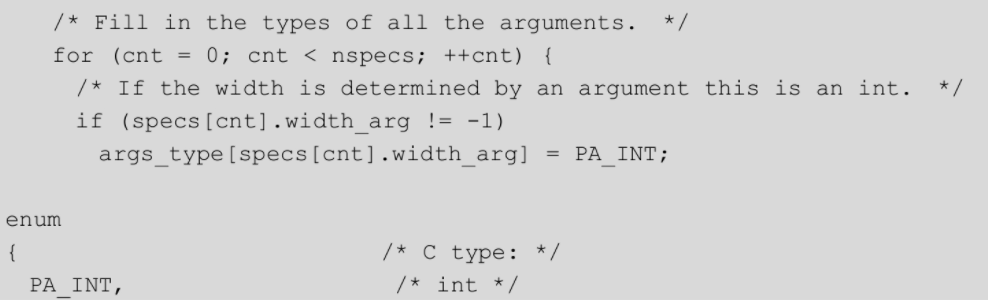 /* Fill in the types of all the arguments.  */
for (cnt = 0; cnt < nspecs; ++cnt) {
/* If the width is determined by an argument this is an int.  */
if (specs[cnt].width_arg != -1)
args_type[specs[cnt].width_arg] = PA_INT;
enum
{ /* C type: */
PA_INT, /* int */